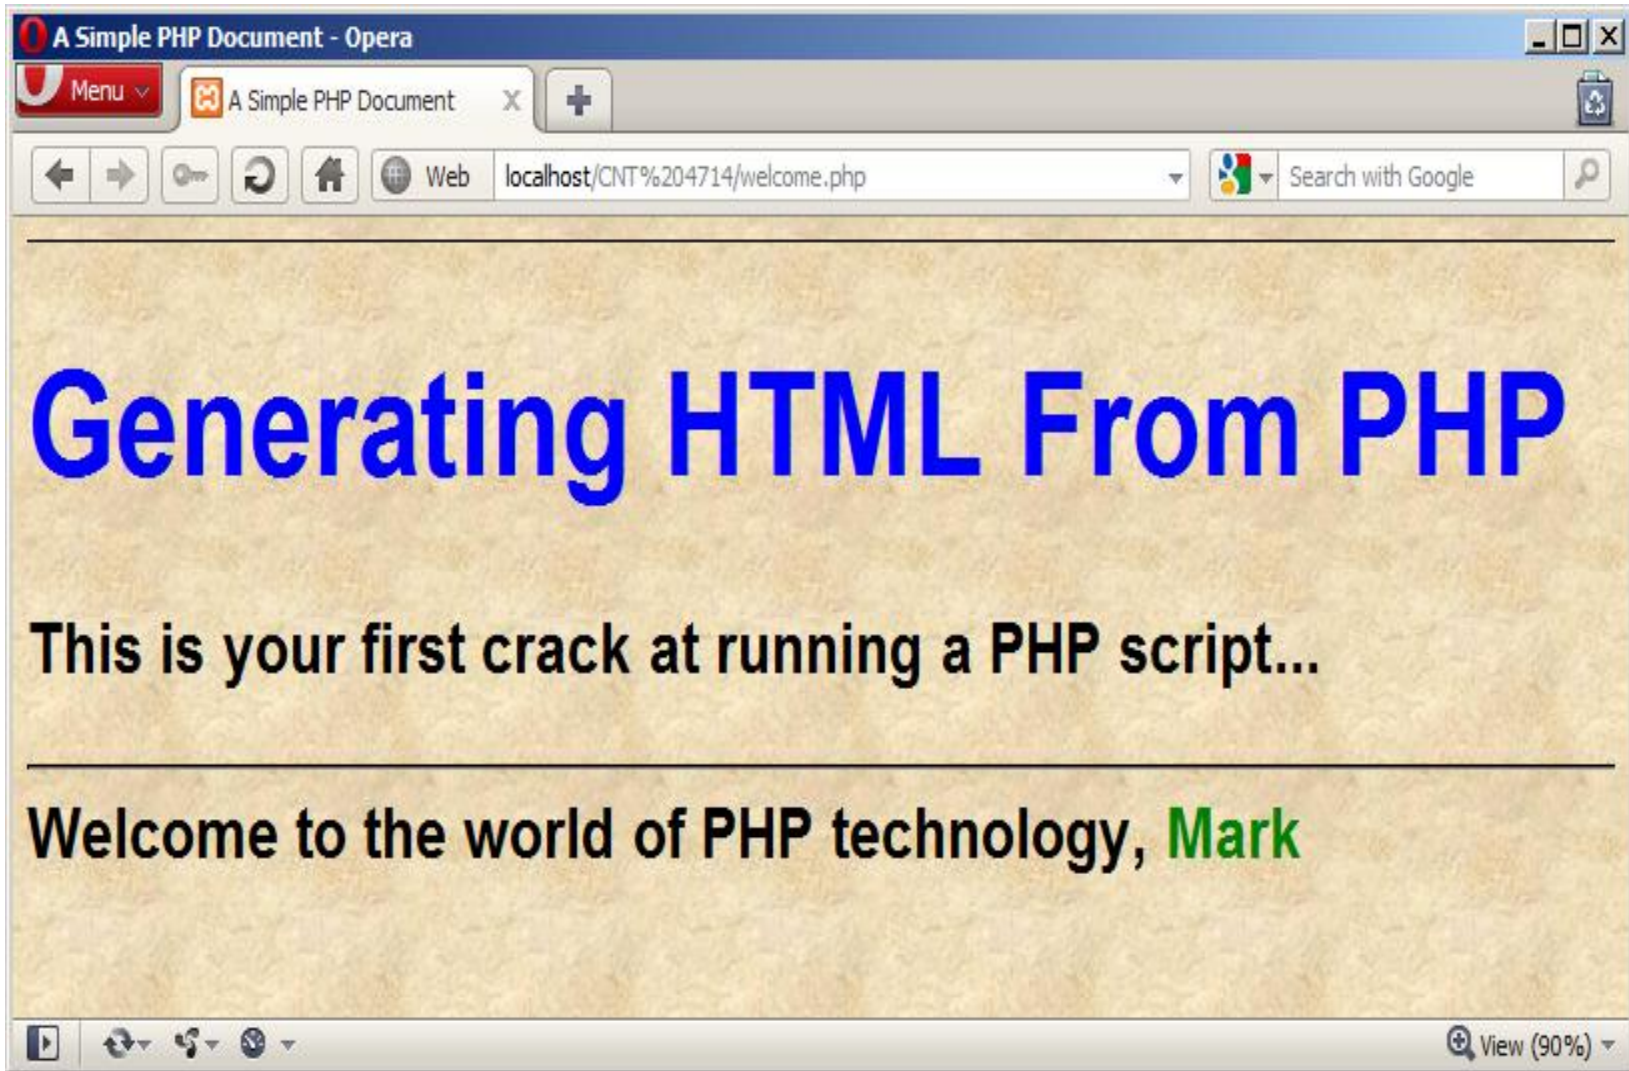 A Simple PHP Document - Opera
Menu
A Simple PHP Document
Web
localhost/CNT%204714/welcome.php
Search with Google
Generating HTML From PHP
This is your first crack at running a PHP script...
Welcome to the world of PHP technology, Mark
View (90%)